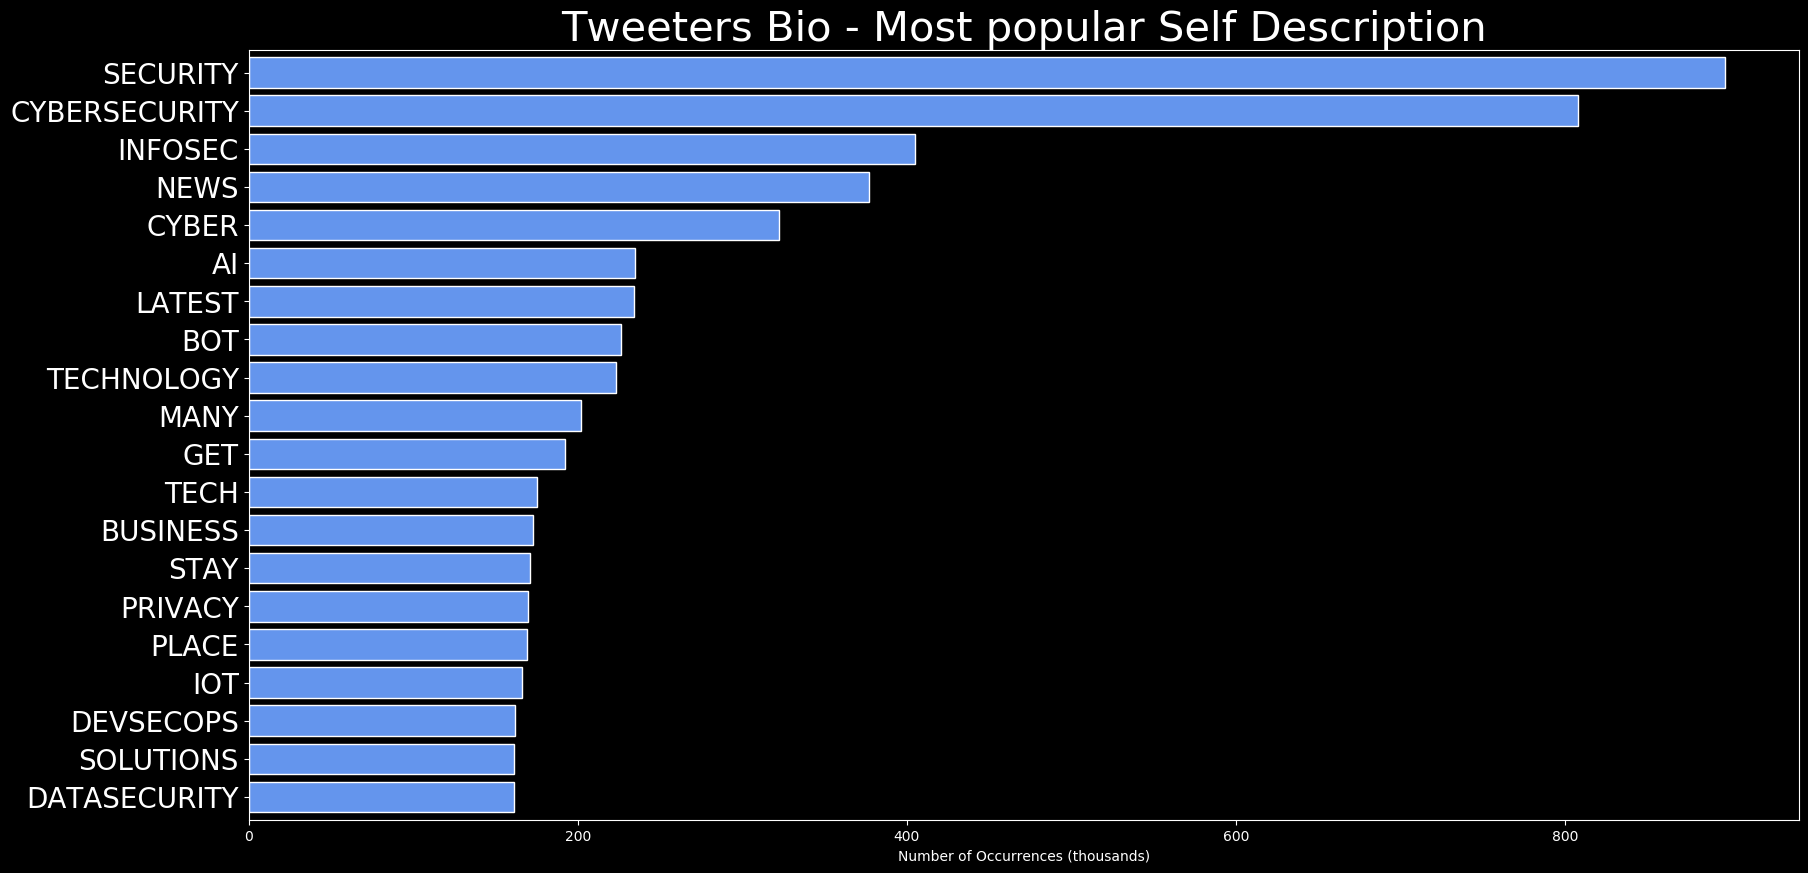 Tweeters Bio - Most popular Self Description
SECURITY
CYBERSECURITY
INFOSEC
NEWS
CYBER
AI
LATEST
BOT
TECHNOLOGY
MANY
GET
TECH
BUSINESS
STAY
PRIVACY
PLACE
IOT
DEVSECOPS
SOLUTIONS
DATASECURITY
0 200 400 600 800
Number of Occurrences (thousands)